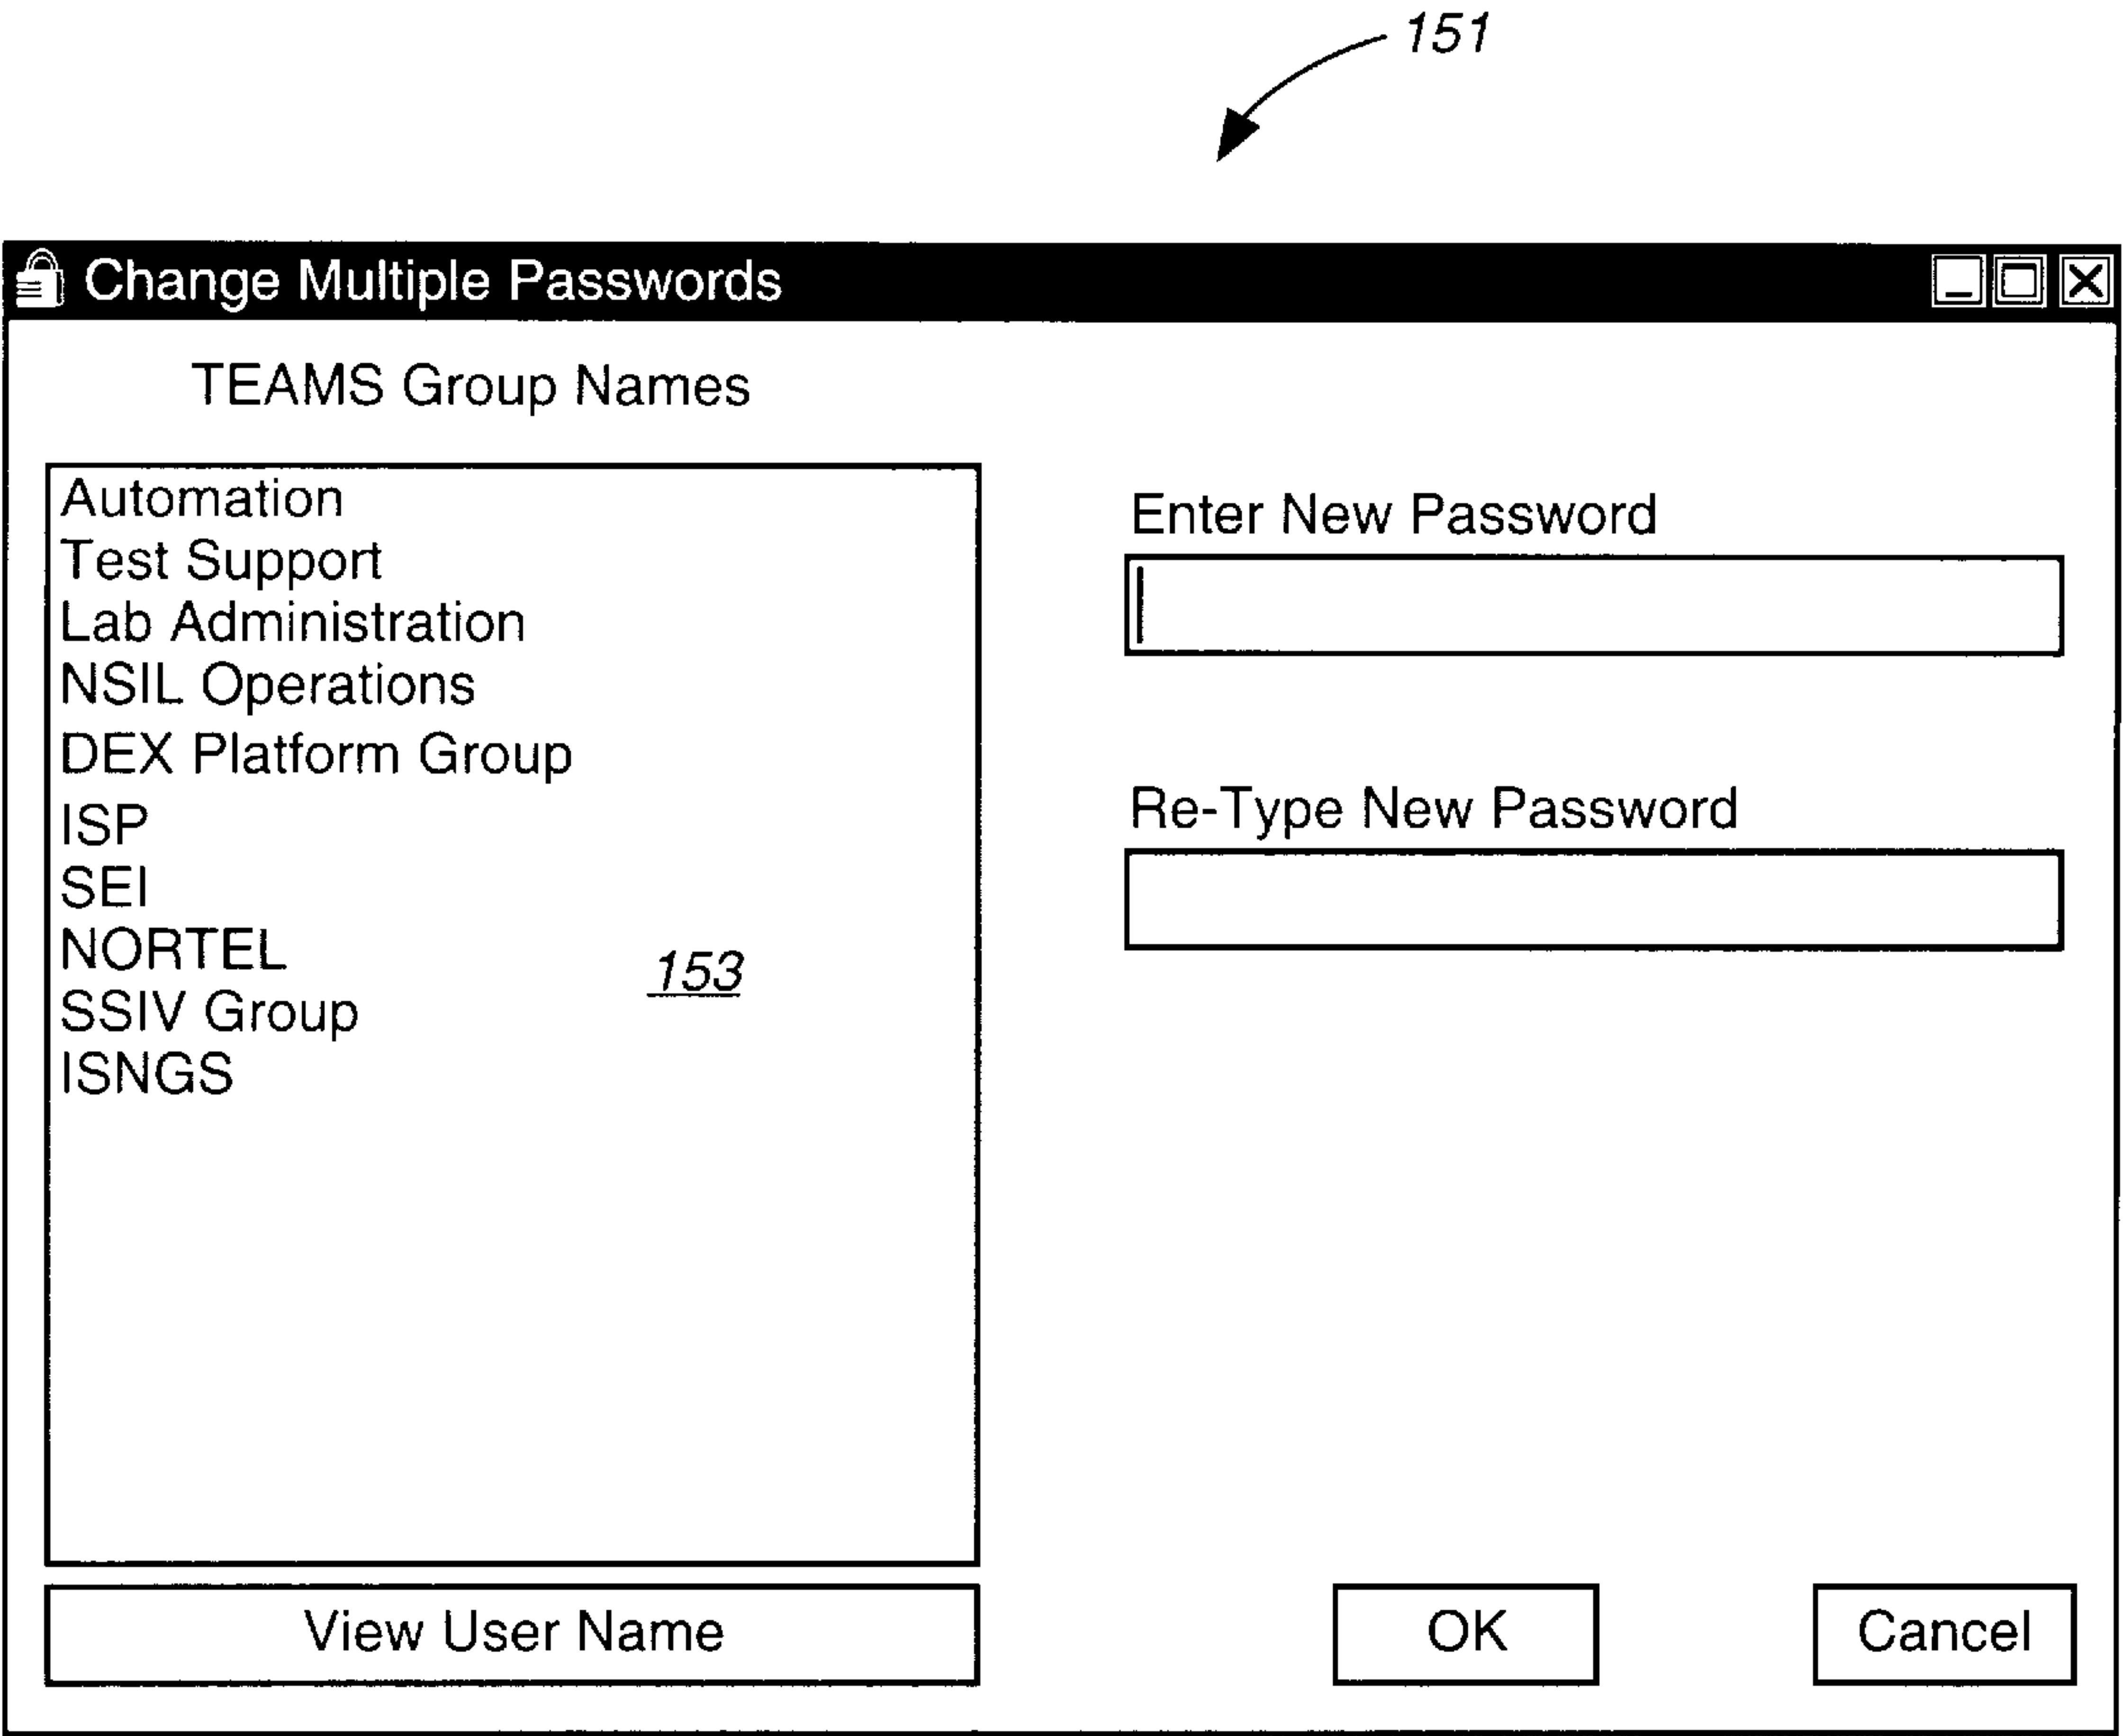 151
Change Multiple Passwords
TEAMS Group Names
Automation
Test Support
Lab Administration
NSIL Operations
DEX Platform Group
ISP
SEI
NORTEL
SSIV Group
ISNGS
153
View User Name
Enter New Password
Re-Type New Password
OK
Cancel